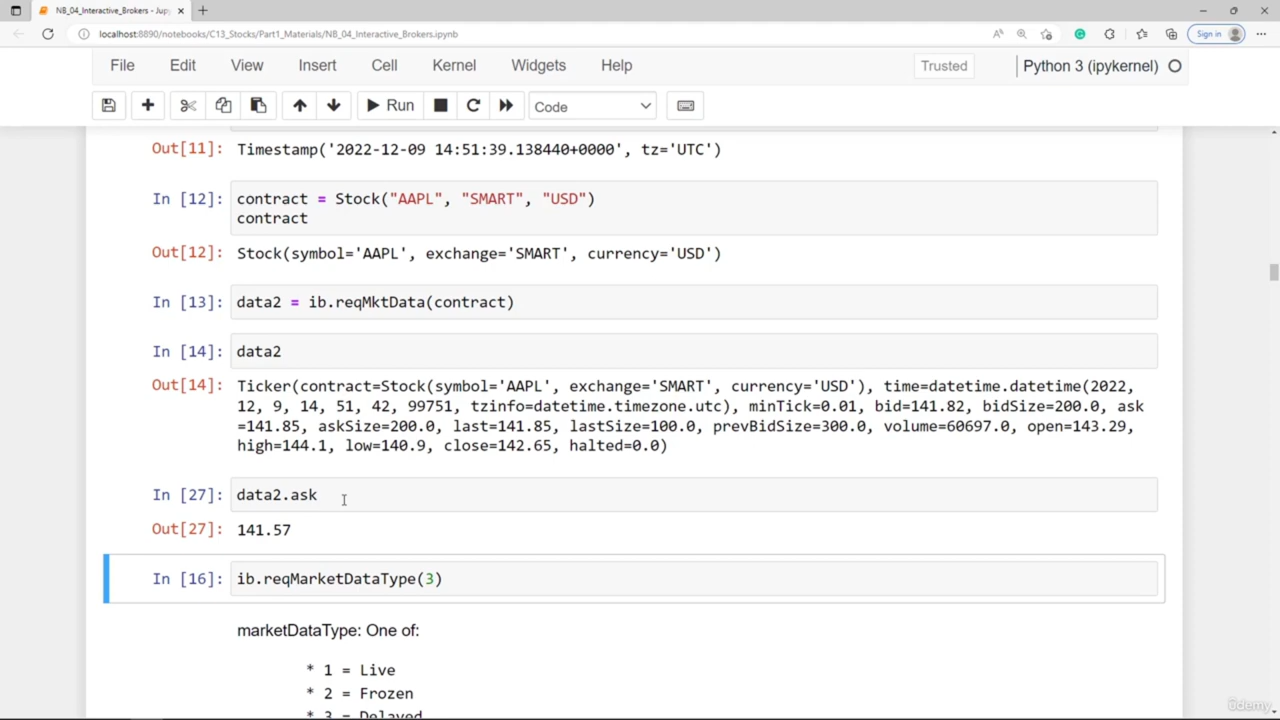 NB_04_Interactive_Brokers - Jup
localhost:8890/notebooks/C13_Stocks/Part1_Materials/NB_04_Interactive_Brokers.ipynb
Sign in
File Edit View Insert Cell Kernel Widgets Help Trusted Python 3 (ipykernel)
Run Code
Out[11]: Timestamp('2022-12-09 14:51:39.138440+0000', tz='UTC')
In [12]: contract = Stock("AAPL", "SMART", "USD")
contract
Out[12]: Stock(symbol='AAPL', exchange='SMART', currency='USD')
In [13]: data2 = ib.reqMktData(contract)
In [14]: data2
Out[14]: Ticker(contract=Stock(symbol='AAPL', exchange='SMART', currency='USD'), time=datetime.datetime(2022,
12, 9, 14, 51, 42, 99751, tzinfo=datetime.timezone.utc), minTick=0.01, bid=141.82, bidSize=200.0, ask
=141.85, askSize=200.0, last=141.85, lastSize=100.0, prevBidSize=300.0, volume=60697.0, open=143.29,
high=144.1, low=140.9, close=142.65, halted=0.0)
In [27]: data2.ask
Out[27]: 141.57
In [16]: ib.reqMarketDataType(3)
marketDataType: One of:
* 1 = Live
* 2 = Frozen
* 3 = Delayed
ûdemy